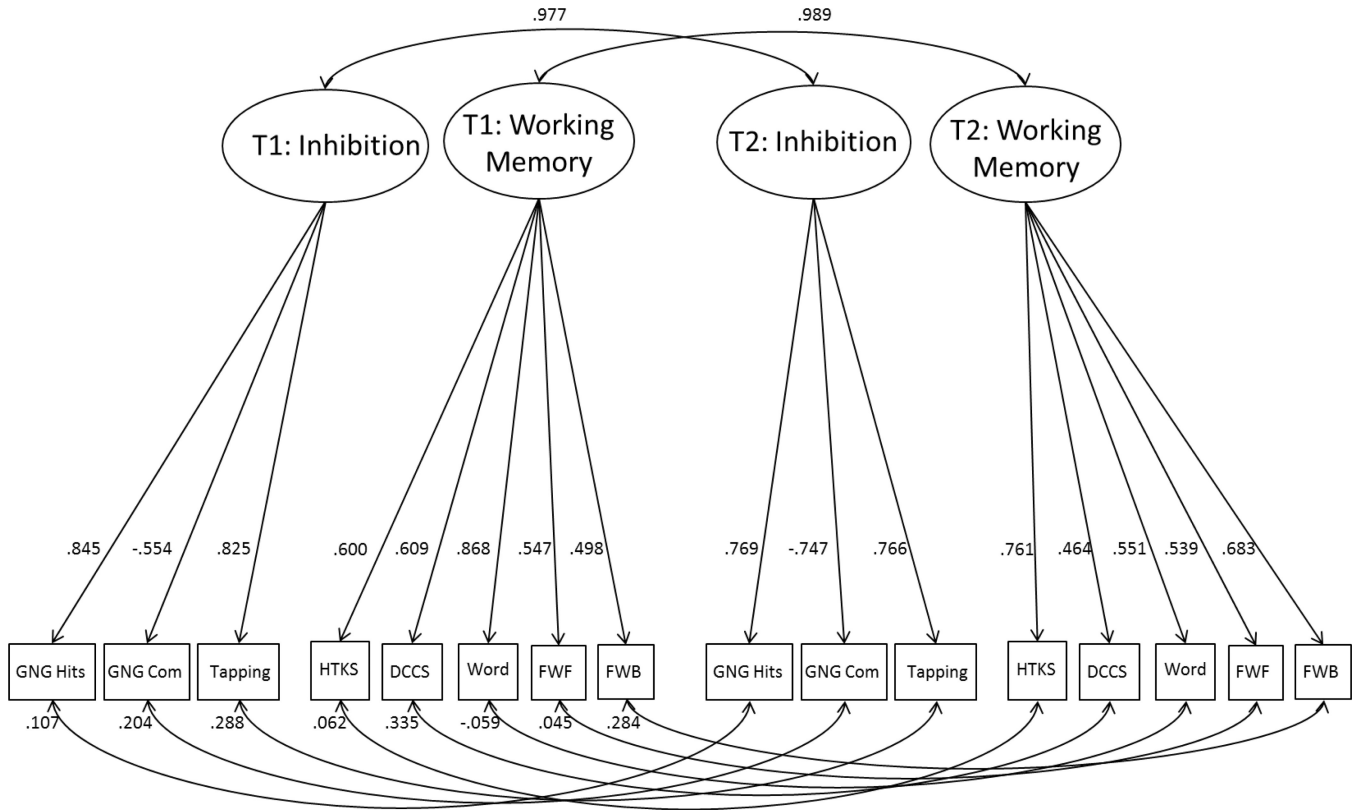 .977 .989
T1: Inhibition
T1: Working
Memory
T2: Inhibition
T2: Working
Memory
.845 -.554 .825 .600 .609 .868 .547 .498 .769 -.747 .766 .761 .464 .551 .539 .683
GNG Hits GNG Com Tapping HTKS DCCS Word FWF FWB GNG Hits GNG Com Tapping HTKS DCCS Word FWF FWB
.107 .204 .288 .062 .335 -.059 .045 .284